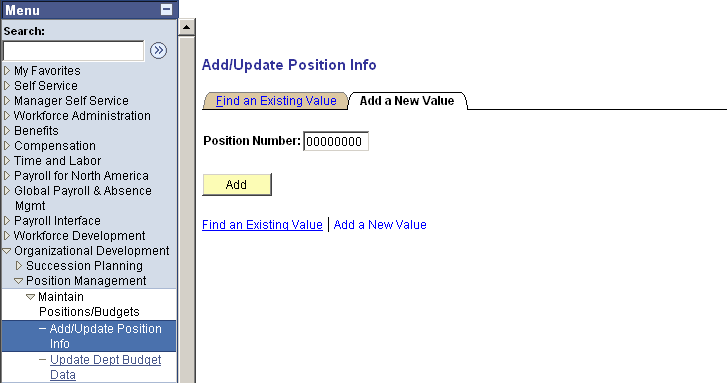 Menu
Search:
My Favorites
Self Service
Manager Self Service
Workforce Administration
Benefits
Compensation
Time and Labor
Payroll for North America
Global Payroll & Absence
Mgmt
Payroll Interface
Workforce Development
Organizational Development
Succession Planning
Position Management
Maintain
Positions/Budgets
Add/Update Position
Info
Update Dept Budget
Data
Add/Update Position Info
Find an Existing Value Add a New Value
Position Number: 00000000
Add
Find an Existing Value | Add a New Value